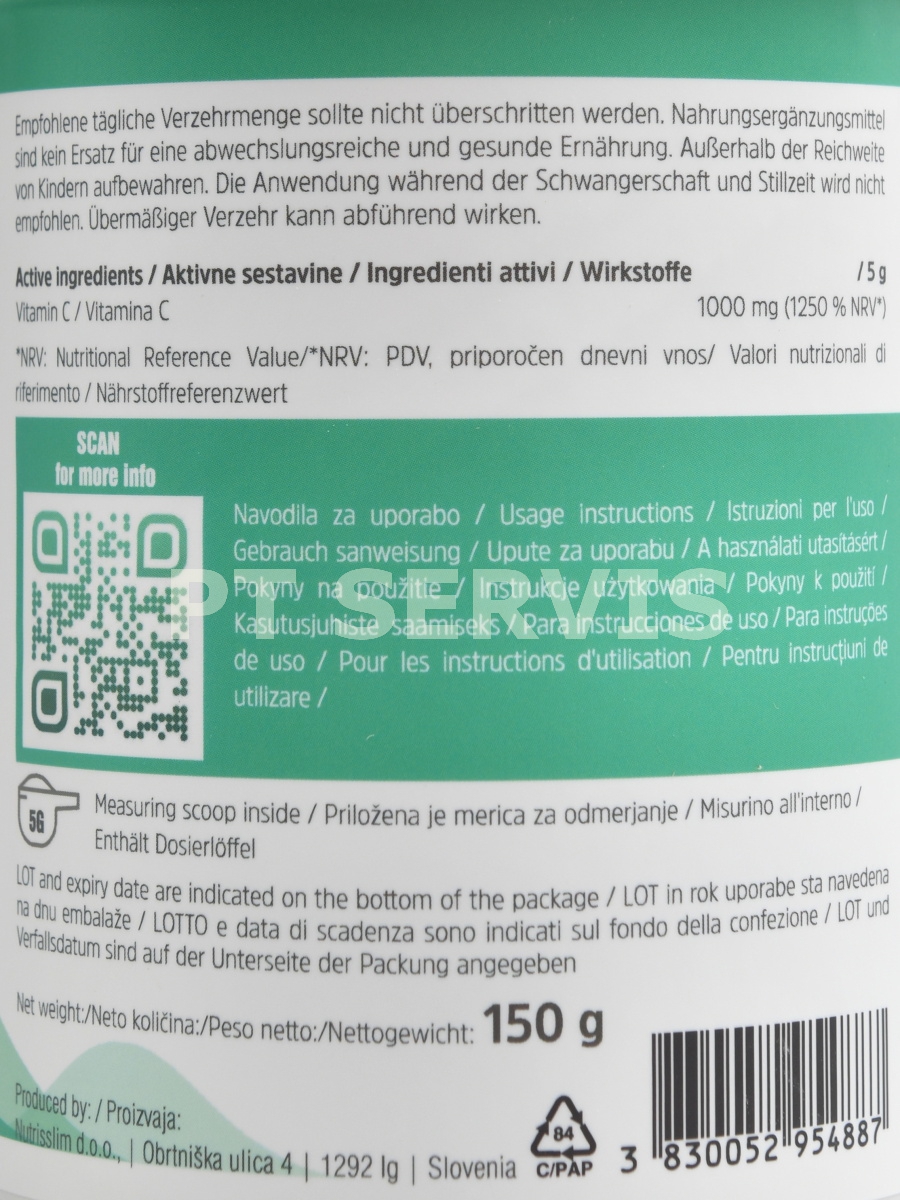 Empfohlene tägliche Verzehrmenge sollte nicht überschritten werden. Nahrungsergänzungsmittel
sind kein Ersatz für eine abwechslungsreiche und gesunde Ernährung. Außerhalb der Reichweite
von Kindern aufbewahren. Die Anwendung während der Schwangerschaft und Stillzeit wird nicht
empfohlen. Übermäßiger Verzehr kann abführend wirken.
Active ingredients / Aktivne sestavine / Ingredienti attivi / Wirkstoffe / 5 g
Vitamin C / Vitamina C 1000 mg (1250 % NRV*)
*NRV: Nutritional Reference Value/*NRV: PDV, priporočen dnevni vnos/ Valori nutrizionali di
riferimento / Nährstoffreferenzwert
SCAN
for more info
Navodila za uporabo / Usage instructions / Istruzioni per l'uso /
Gebrauch sanweisung / Upute za uporabu / A használati utasításért /
Pokyny na použitie / Instrukcje użytkowania / Pokyny k použití /
Kasutusjuhiste saamiseks / Para instrucciones de uso / Para instruções
de uso / Pour les instructions d'utilisation / Pentru instrucțiuni de
utilizare /
PT SERVIS
5G
Measuring scoop inside / Priložena je merica za odmerjanje / Misurino all'interno /
Enthält Dosierlöffel
LOT and expiry date are indicated on the bottom of the package / LOT in rok uporabe sta navedena
na dnu embalaže / LOTTO e data di scadenza sono indicati sul fondo della confezione / LOT und
Verfallsdatum sind auf der Unterseite der Packung angegeben
Net weight:/Neto količina:/Peso netto:/Nettogewicht: 150 g
Produced by: / Proizvaja:
Nutrisslim d.o.o., | Obrtniška ulica 4 | 1292 Ig | Slovenia
84
C/PAP
3 830052 954887